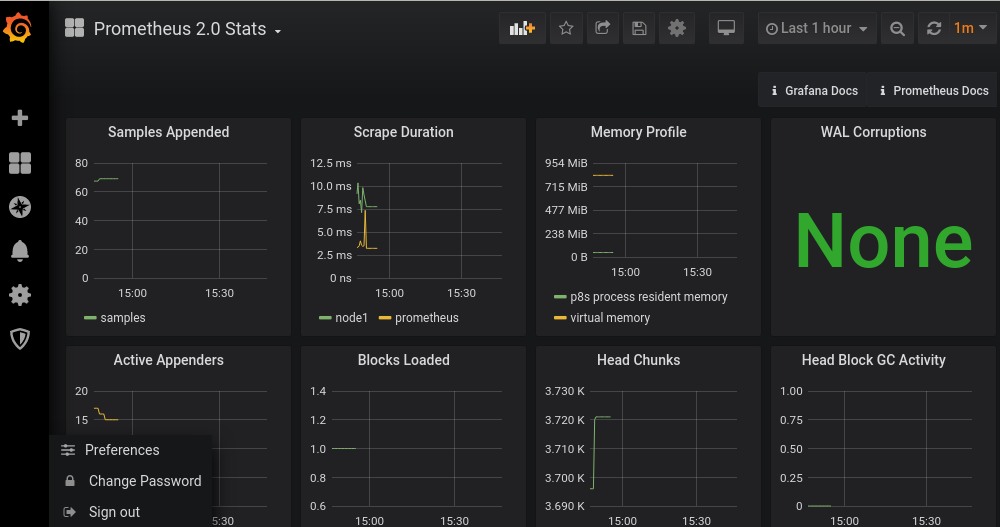 Prometheus 2.0 Stats
Last 1 hour
1m
Grafana Docs
Prometheus Docs
Samples Appended
80
60
40
20
0
15:00 15:30
samples
Scrape Duration
12.5 ms
10.0 ms
7.5 ms
5.0 ms
2.5 ms
0 ns
15:00 15:30
node1 prometheus
Memory Profile
954 MiB
715 MiB
477 MiB
238 MiB
0 B
15:00 15:30
p8s process resident memory
virtual memory
WAL Corruptions
None
Active Appenders
20
15
:30
Preferences
Change Password
Sign out
Blocks Loaded
1.4
1.2
1.0
0.8
0.6
15:00 15:30
Head Chunks
3.730 K
3.720 K
3.710 K
3.700 K
3.690 K
15:00 15:30
Head Block GC Activity
1.00
0.75
0.50
0.25
0
15:00 15:30